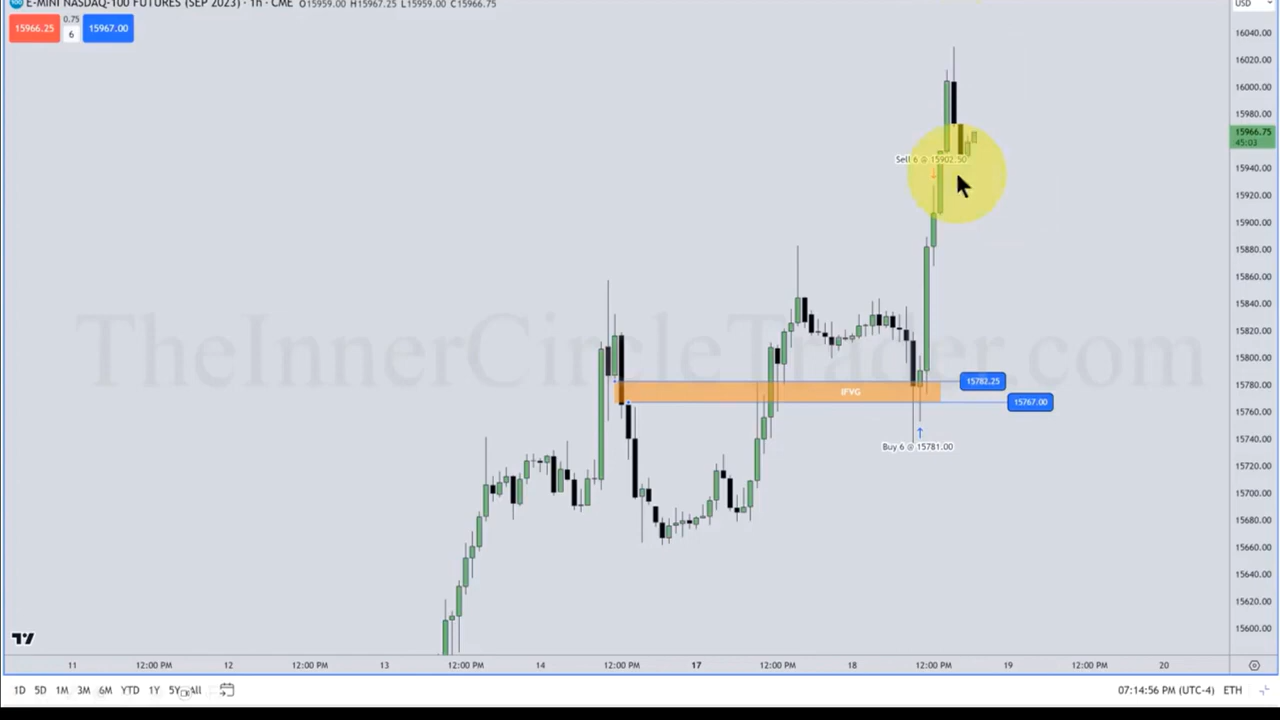 E-MINI NASDAQ-100 FUTURES (SEP 2023) · 1h · CME O15959.00 H15967.25 L15959.00 C15966.75
USD
15966.25 0.75 6 15967.00
16040.00
16020.00
16000.00
15980.00
15966.75
45:03
Sell 6 @ 15902.50
15940.00
15920.00
15900.00
15880.00
15860.00
15840.00
15820.00
TheInnerCircleTrader.com
15800.00
15782.25
15780.00
IFVG
15767.00
15760.00
15740.00
Buy 6 @ 15781.00
15720.00
15700.00
15680.00
15660.00
15640.00
15620.00
15600.00
11 12:00 PM 12 12:00 PM 13 12:00 PM 14 12:00 PM 17 12:00 PM 18 12:00 PM 19 12:00 PM 20
1D 5D 1M 3M 6M YTD 1Y 5Y All 07:14:56 PM (UTC-4) ETH